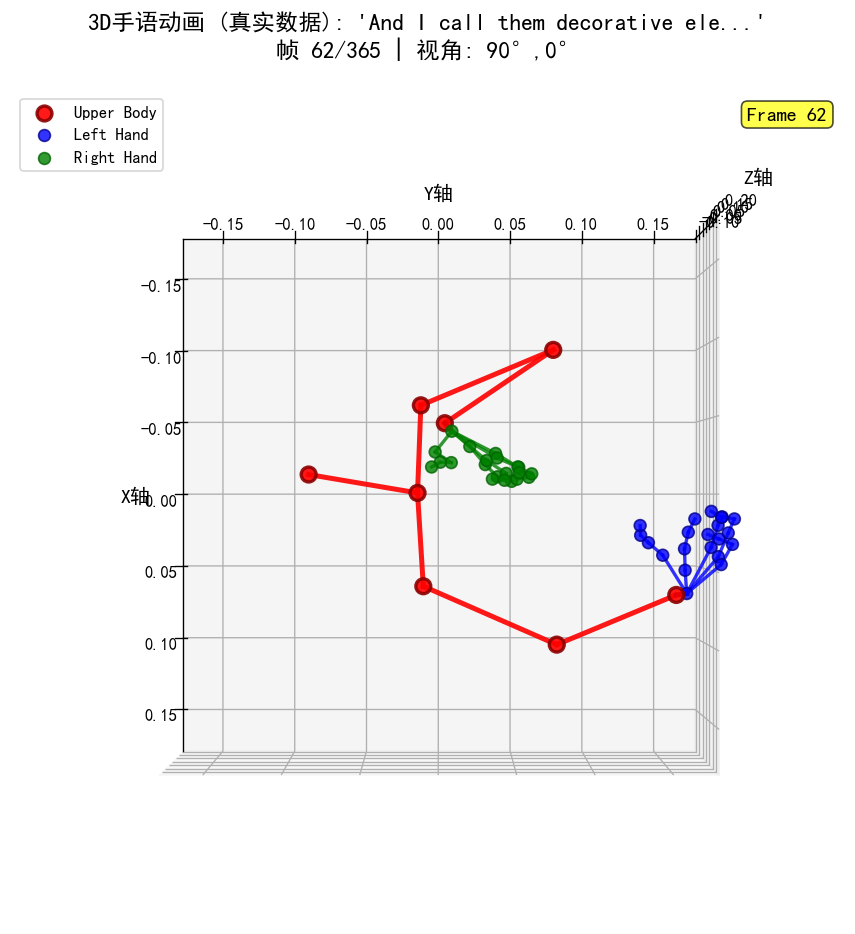 3D手语动画 (真实数据): 'And I call them decorative ele...'
帧 62/365 | 视角: 90°,0°
Upper Body
Left Hand
Right Hand
Frame 62
Z轴
Y轴
-0.15 -0.10 -0.05 0.00 0.05 0.10 0.15
-0.15
-0.10
-0.05
X轴
0.00
0.05
0.10
0.15